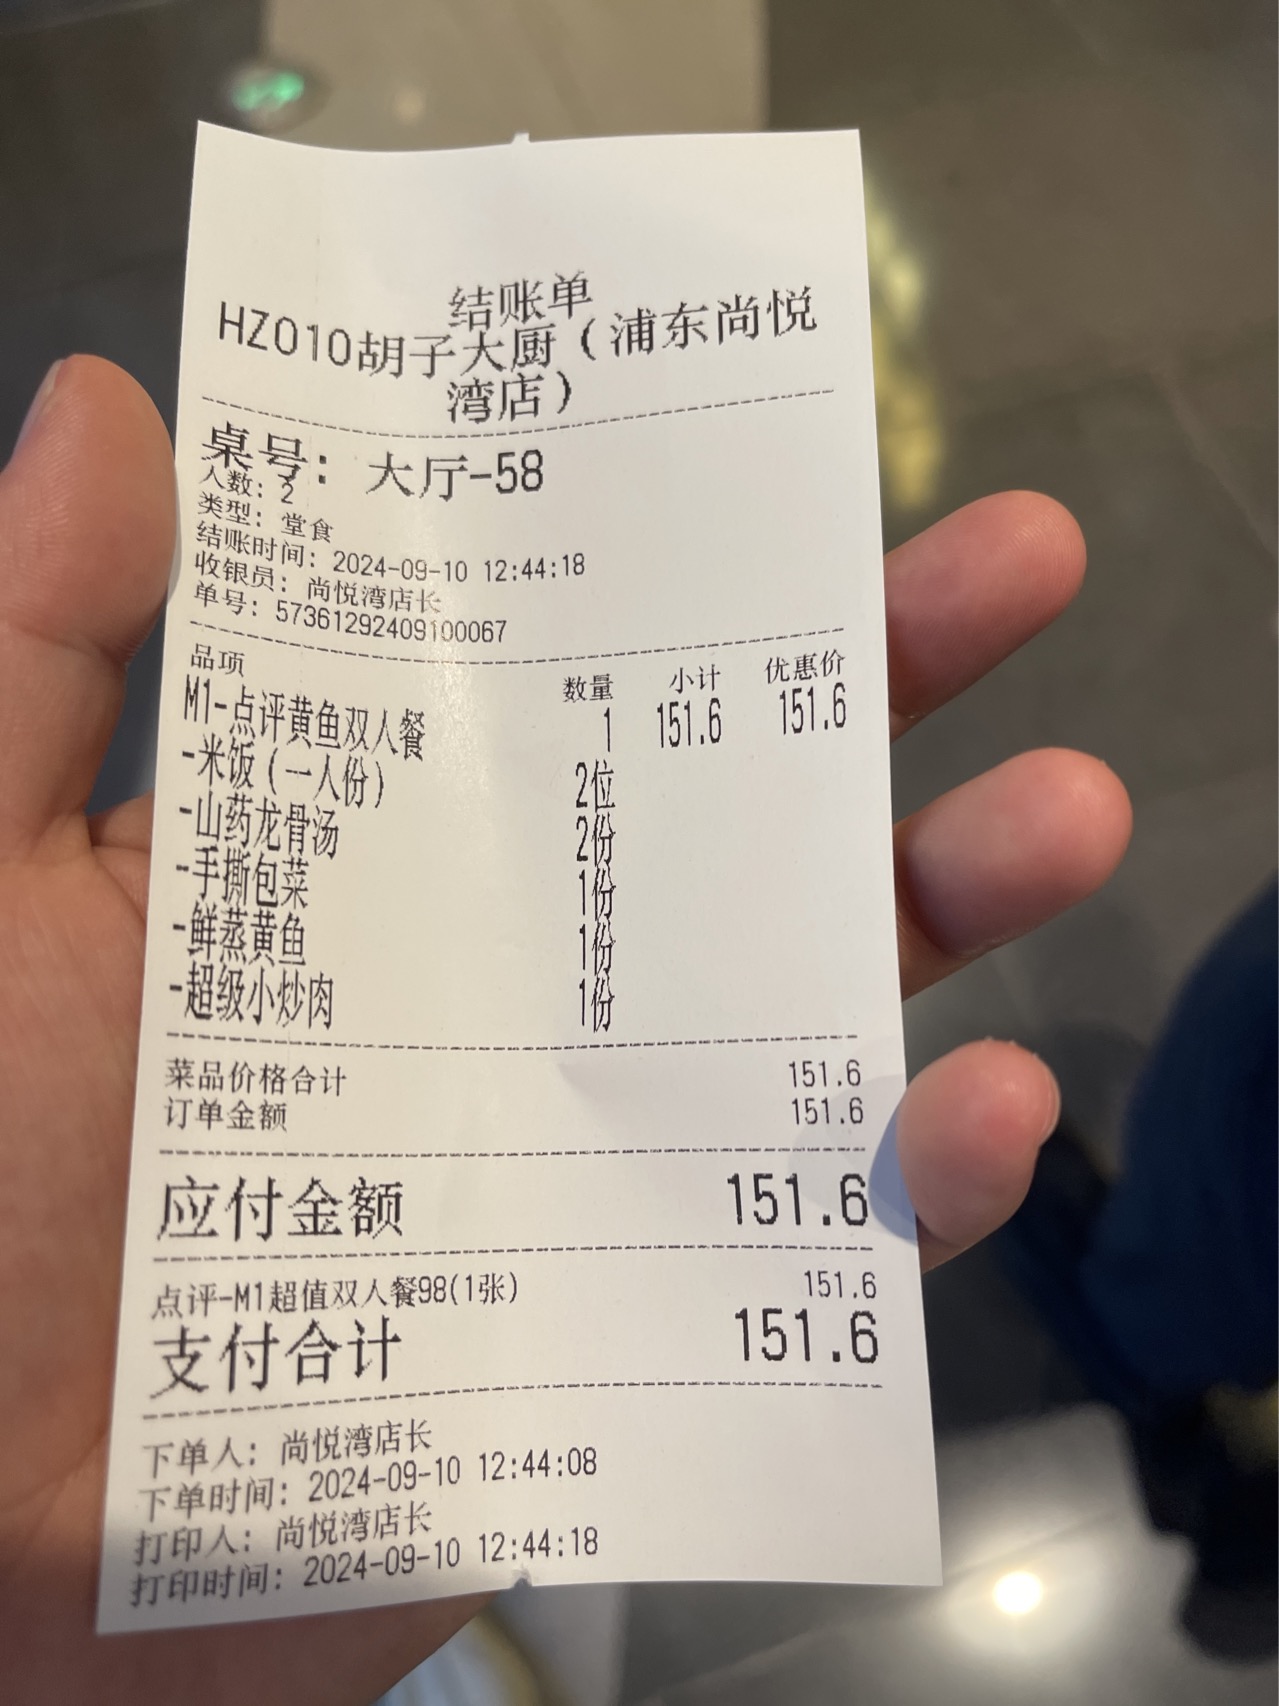 结账单
HZ010胡子大厨（浦东尚悦
湾店）
桌号： 大厅-58
人数：2
类型：堂食
结账时间：2024-09-10 12:44:18
收银员：尚悦湾店长
单号：57361292409100067
品项 数量 小计 优惠价
M1-点评黄鱼双人餐 1 151.6 151.6
-米饭（一人份） 2位
-山药龙骨汤 2份
-手撕包菜 1份
-鲜蒸黄鱼 1份
-超级小炒肉 1份
菜品价格合计 151.6
订单金额 151.6
应付金额 151.6
点评-M1超值双人餐98(1张) 151.6
支付合计 151.6
下单人：尚悦湾店长
下单时间：2024-09-10 12:44:08
打印人：尚悦湾店长
打印时间：2024-09-10 12:44:18